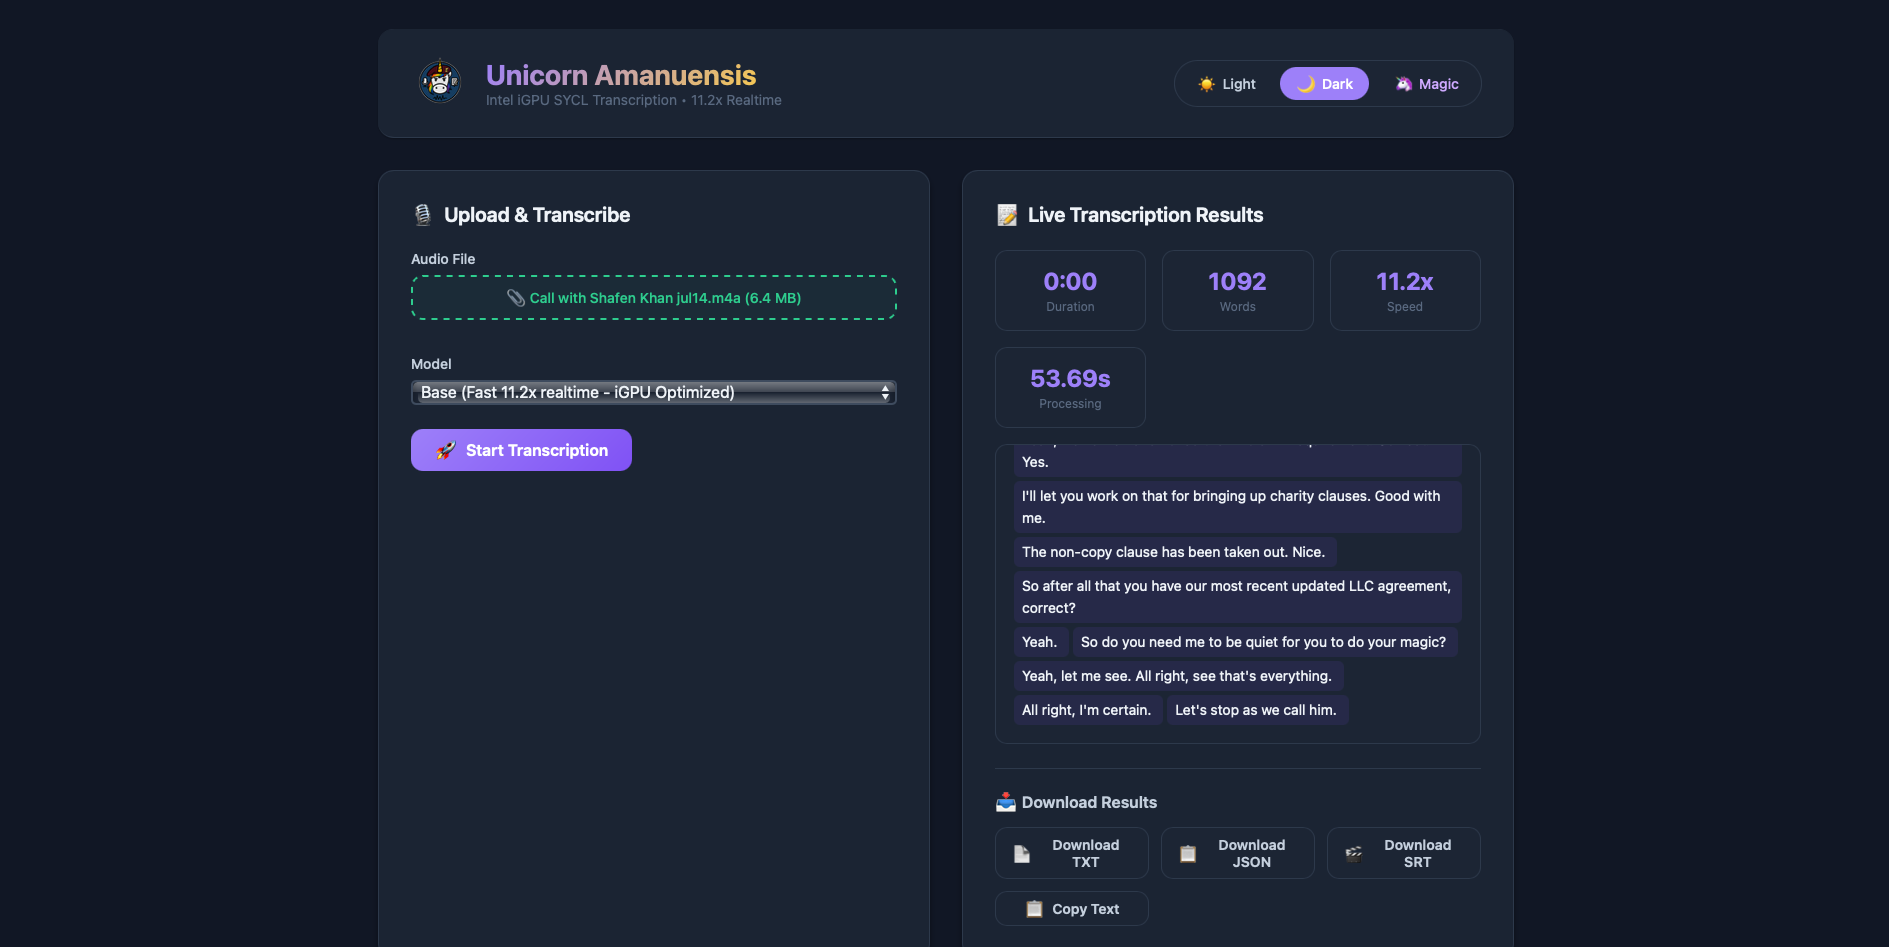 Unicorn Amanuensis
Intel iGPU SYCL Transcription • 11.2x Realtime
Light
Dark
Magic
Upload & Transcribe
Audio File
Call with Shafen Khan jul14.m4a (6.4 MB)
Model
Base (Fast 11.2x realtime - iGPU Optimized)
Start Transcription
Live Transcription Results
0:00
Duration
1092
Words
11.2x
Speed
53.69s
Processing
Yes.
I'll let you work on that for bringing up charity clauses. Good with
me.
The non-copy clause has been taken out. Nice.
So after all that you have our most recent updated LLC agreement,
correct?
Yeah.
So do you need me to be quiet for you to do your magic?
Yeah, let me see. All right, see that's everything.
All right, I'm certain.
Let's stop as we call him.
Download Results
Download
TXT
Download
JSON
Download
SRT
Copy Text